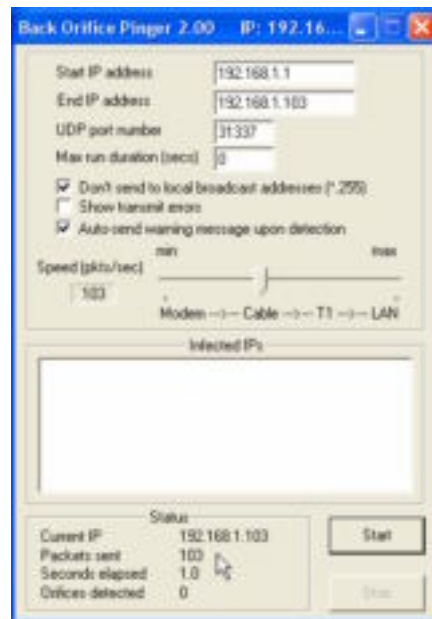 Back Orifice Pinger 2.00 IP: 192.16...
Start IP address 192.168.1.1
End IP address 192.168.1.103
UDP port number 31337
Max run duration (secs) 0
Don't send to local broadcast addresses (*.255)
Show transmit errors
Auto-send warning message upon detection
min max
Speed (pkts/sec)
103
Modem --> Cable --> T1 --> LAN
Infected IPs
Status
Current IP 192.168.1.103
Packets sent 103
Seconds elapsed 1.0
Orifices detected 0
Start
Stop